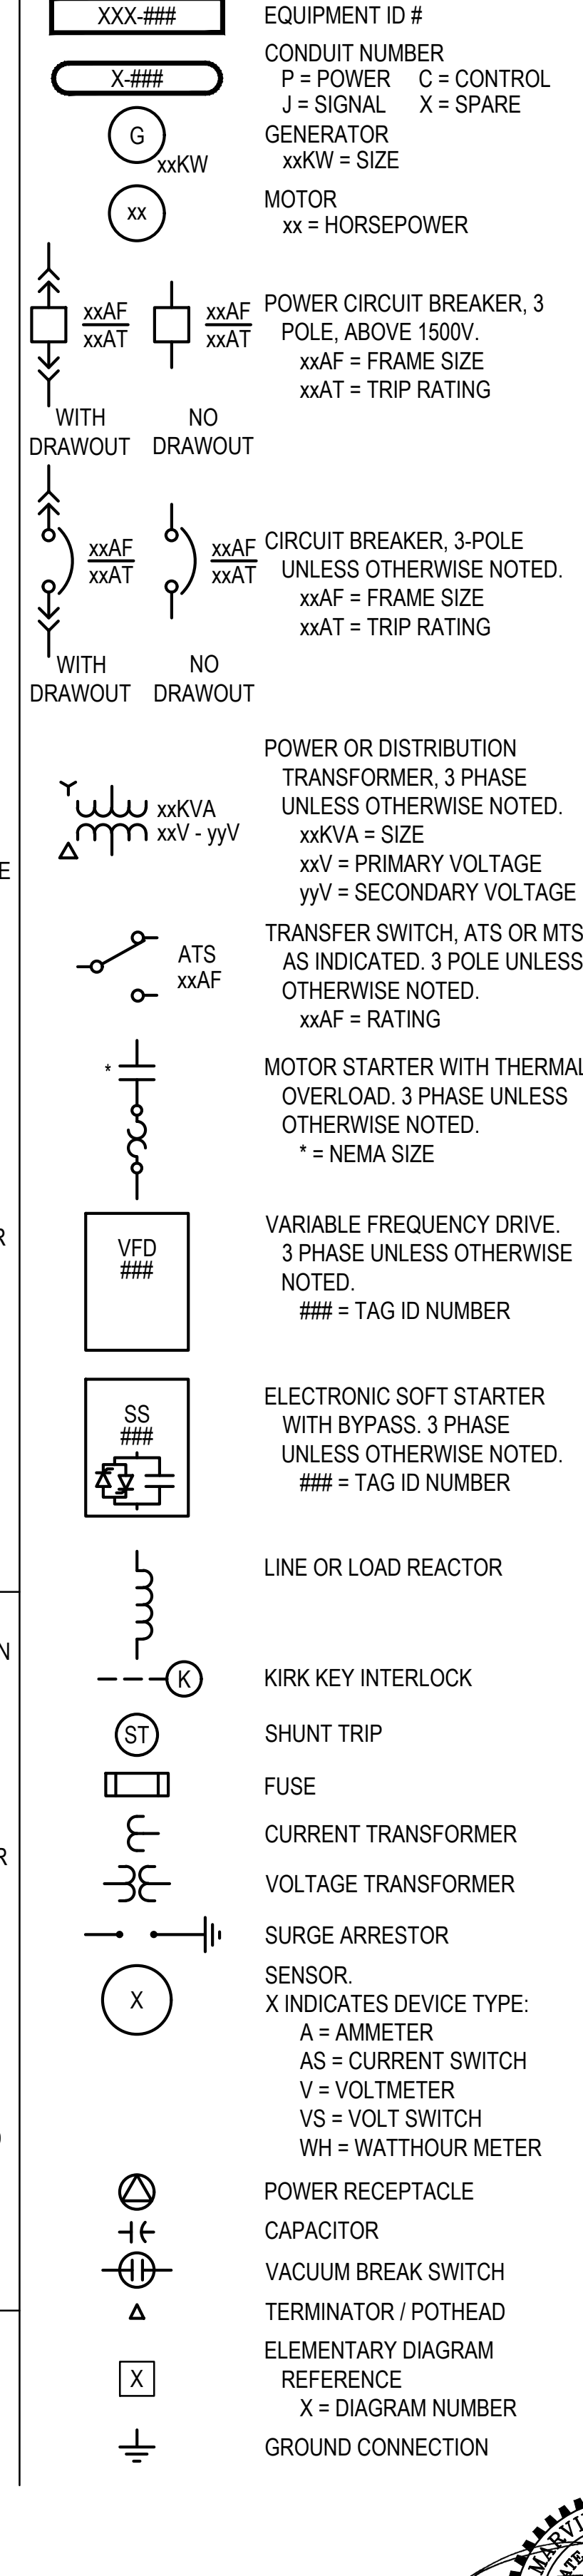 XXX-### EQUIPMENT ID #
CONDUIT NUMBER
X-### P = POWER C = CONTROL
J = SIGNAL X = SPARE
G GENERATOR
xxKW xxKW = SIZE
MOTOR
xx xx = HORSEPOWER
xxAF xxAF POWER CIRCUIT BREAKER, 3
xxAT xxAT POLE, ABOVE 1500V.
xxAF = FRAME SIZE
xxAT = TRIP RATING
WITH NO
DRAWOUT DRAWOUT
xxAF xxAF CIRCUIT BREAKER, 3-POLE
xxAT xxAT UNLESS OTHERWISE NOTED.
xxAF = FRAME SIZE
xxAT = TRIP RATING
WITH NO
DRAWOUT DRAWOUT
POWER OR DISTRIBUTION
TRANSFORMER, 3 PHASE
xxKVA UNLESS OTHERWISE NOTED.
xxV - yyV xxKVA = SIZE
xxV = PRIMARY VOLTAGE
E
yyV = SECONDARY VOLTAGE
TRANSFER SWITCH, ATS OR MTS
ATS AS INDICATED. 3 POLE UNLESS
xxAF OTHERWISE NOTED.
xxAF = RATING
* MOTOR STARTER WITH THERMAL
OVERLOAD. 3 PHASE UNLESS
OTHERWISE NOTED.
* = NEMA SIZE
VARIABLE FREQUENCY DRIVE.
R
VFD 3 PHASE UNLESS OTHERWISE
### NOTED.
### = TAG ID NUMBER
ELECTRONIC SOFT STARTER
SS WITH BYPASS. 3 PHASE
### UNLESS OTHERWISE NOTED.
### = TAG ID NUMBER
LINE OR LOAD REACTOR
N
K KIRK KEY INTERLOCK
ST SHUNT TRIP
FUSE
CURRENT TRANSFORMER
R
VOLTAGE TRANSFORMER
SURGE ARRESTOR
SENSOR.
X X INDICATES DEVICE TYPE:
A = AMMETER
AS = CURRENT SWITCH
V = VOLTMETER
VS = VOLT SWITCH
WH = WATTHOUR METER
POWER RECEPTACLE
CAPACITOR
VACUUM BREAK SWITCH
TERMINATOR / POTHEAD
ELEMENTARY DIAGRAM
X REFERENCE
X = DIAGRAM NUMBER
GROUND CONNECTION